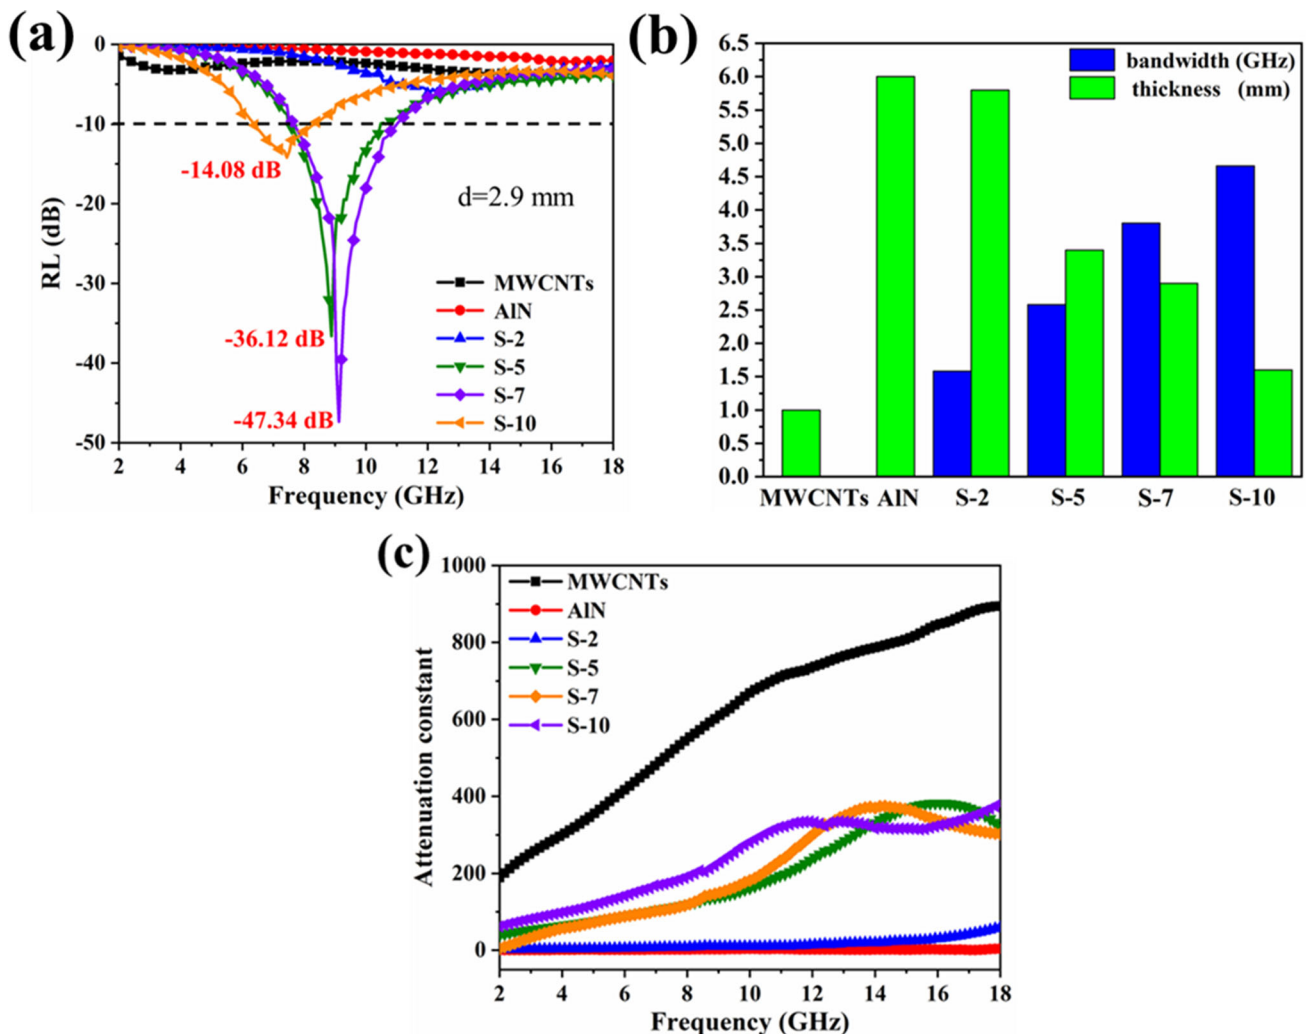 (a)
0
-10
-20
-30
-40
-50
RL (dB)
-14.08 dB
-36.12 dB
-47.34 dB
d=2.9 mm
MWCNTs
AlN
S-2
S-5
S-7
S-10
2 4 6 8 10 12 14 16 18
Frequency (GHz)
(b)
6.5
6.0
5.5
5.0
4.5
4.0
3.5
3.0
2.5
2.0
1.5
1.0
0.5
0.0
bandwidth (GHz)
thickness (mm)
MWCNTs AlN S-2 S-5 S-7 S-10
(c)
1000
800
600
400
200
0
Attenuation constant
MWCNTs
AlN
S-2
S-5
S-7
S-10
2 4 6 8 10 12 14 16 18
Frequency (GHz)